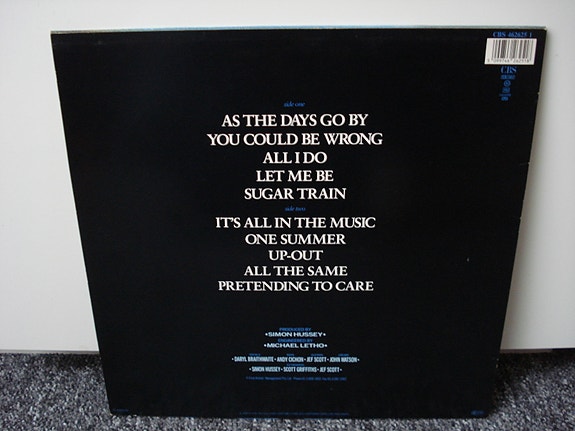 CBS 462625 1
CBS
side one
AS THE DAYS GO BY
YOU COULD BE WRONG
ALL I DO
LET ME BE
SUGAR TRAIN
side two
IT'S ALL IN THE MUSIC
ONE SUMMER
UP-OUT
ALL THE SAME
PRETENDING TO CARE
PRODUCED BY
•SIMON HUSSEY•
ENGINEERED BY
•MICHAEL LETHO•
•DARYL BRAITHWAITE• ANDY CICHON• JEF SCOTT• JOHN WATSON•
•SIMON HUSSEY• SCOTT GRIFFITHS• JEF SCOTT•